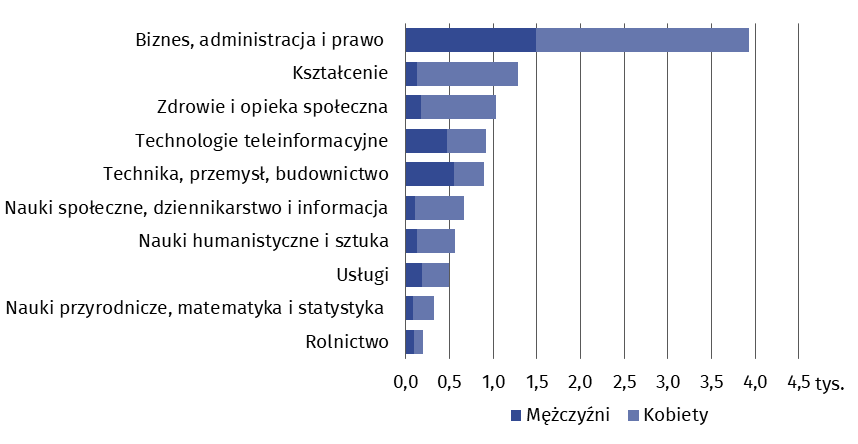 Biznes, administracja i prawo
Kształcenie
Zdrowie i opieka społeczna
Technologie teleinformacyjne
Technika, przemysł, budownictwo
Nauki społeczne, dziennikarstwo i informacja
Nauki humanistyczne i sztuka
Usługi
Nauki przyrodnicze, matematyka i statystyka
Rolnictwo
0,0 0,5 1,0 1,5 2,0 2,5 3,0 3,5 4,0 4,5 tys.
Mężczyźni Kobiety